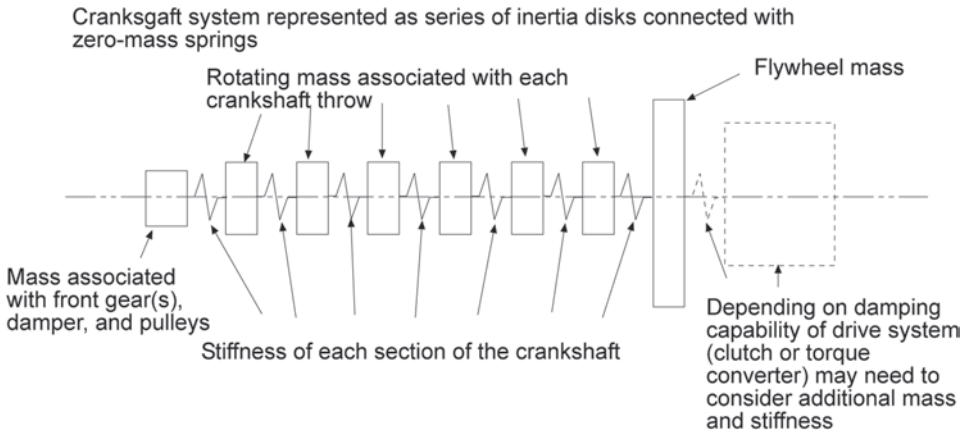 Cranksgaft system represented as series of inertia disks connected with
zero-mass springs
Rotating mass associated with each
crankshaft throw
Flywheel mass
Mass associated
with front gear(s),
damper, and pulleys
Stiffness of each section of the crankshaft
Depending on damping
capability of drive system
(clutch or torque
converter) may need to
consider additional mass
and stiffness